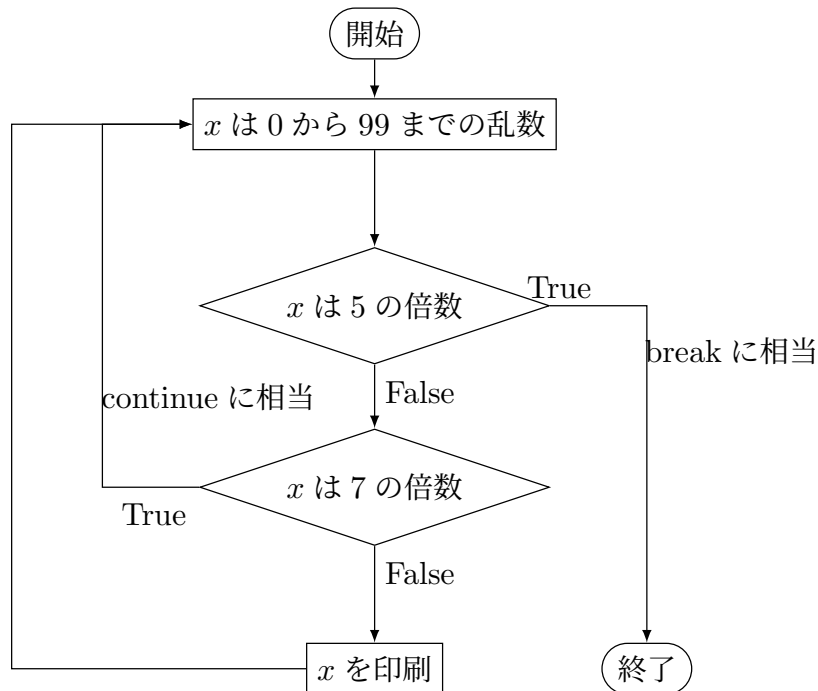 開始
x は 0 から 99 までの乱数
x は 5 の倍数
True
break に相当
continue に相当
False
x は 7 の倍数
True
False
x を印刷
終了